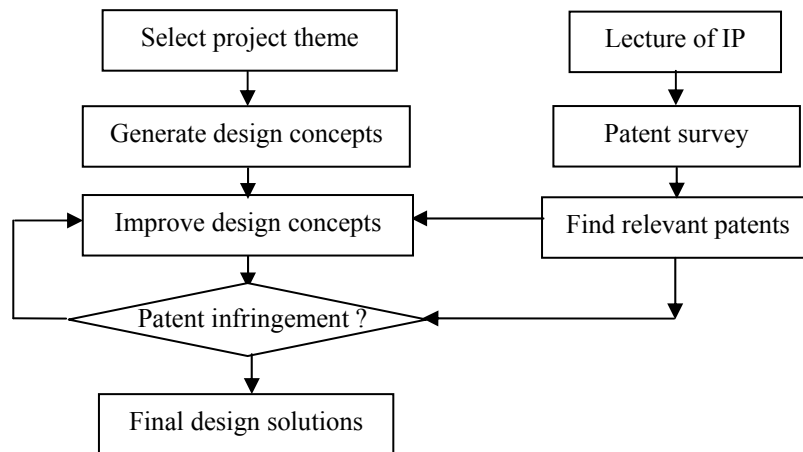 Select project theme
Lecture of IP
Generate design concepts
Patent survey
Improve design concepts
Find relevant patents
Patent infringement ?
Final design solutions